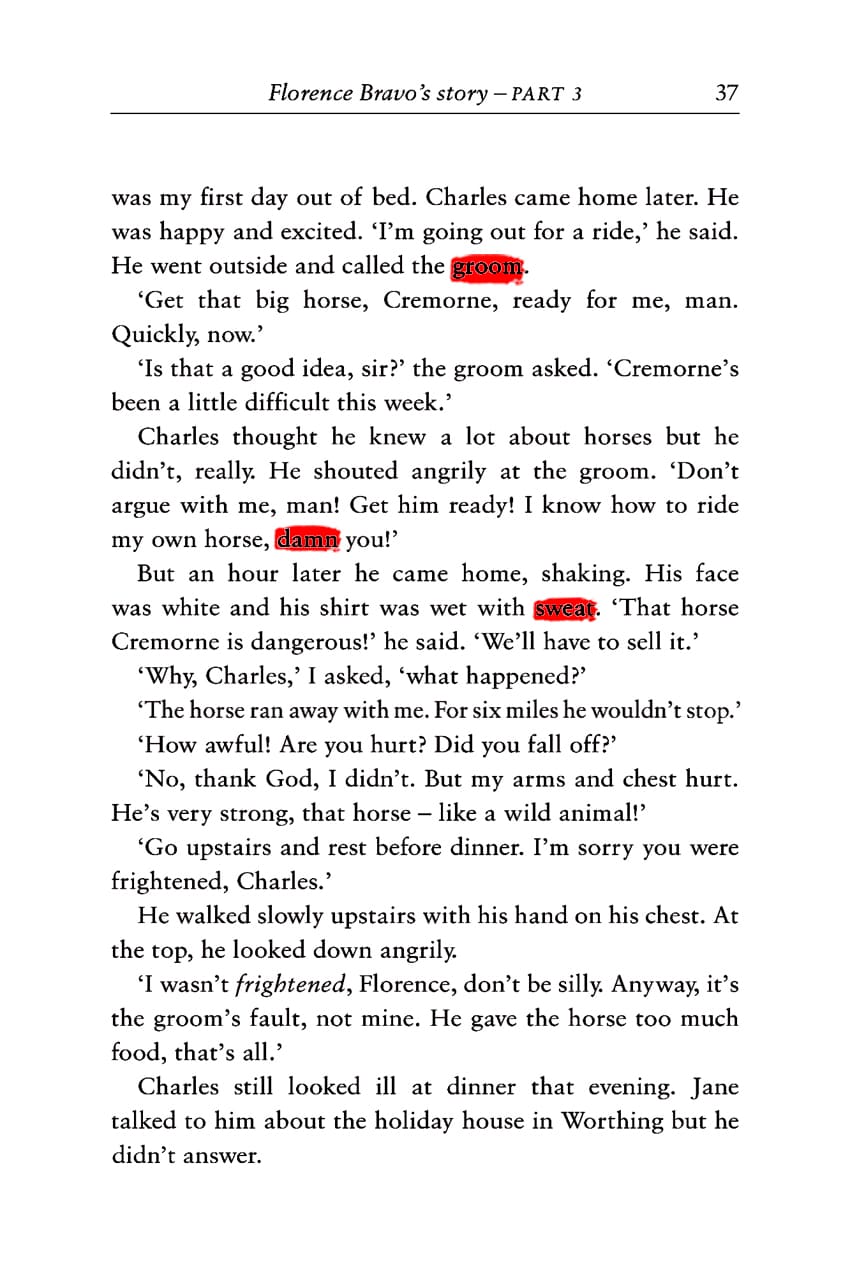 Florence Bravo’s story – PART 3 37
was my first day out of bed. Charles came home later. He
was happy and excited. ‘I’m going out for a ride,’ he said.
He went outside and called the groom.
‘Get that big horse, Cremorne, ready for me, man.
Quickly, now.’
‘Is that a good idea, sir?’ the groom asked. ‘Cremorne’s
been a little difficult this week.’
Charles thought he knew a lot about horses but he
didn’t, really. He shouted angrily at the groom. ‘Don’t
argue with me, man! Get him ready! I know how to ride
my own horse, damn you!’
But an hour later he came home, shaking. His face
was white and his shirt was wet with sweat. ‘That horse
Cremorne is dangerous!’ he said. ‘We’ll have to sell it.’
‘Why, Charles,’ I asked, ‘what happened?’
‘The horse ran away with me. For six miles he wouldn’t stop.’
‘How awful! Are you hurt? Did you fall off?’
‘No, thank God, I didn’t. But my arms and chest hurt.
He’s very strong, that horse – like a wild animal!’
‘Go upstairs and rest before dinner. I’m sorry you were
frightened, Charles.’
He walked slowly upstairs with his hand on his chest. At
the top, he looked down angrily.
‘I wasn’t frightened, Florence, don’t be silly. Anyway, it’s
the groom’s fault, not mine. He gave the horse too much
food, that’s all.’
Charles still looked ill at dinner that evening. Jane
talked to him about the holiday house in Worthing but he
didn’t answer.